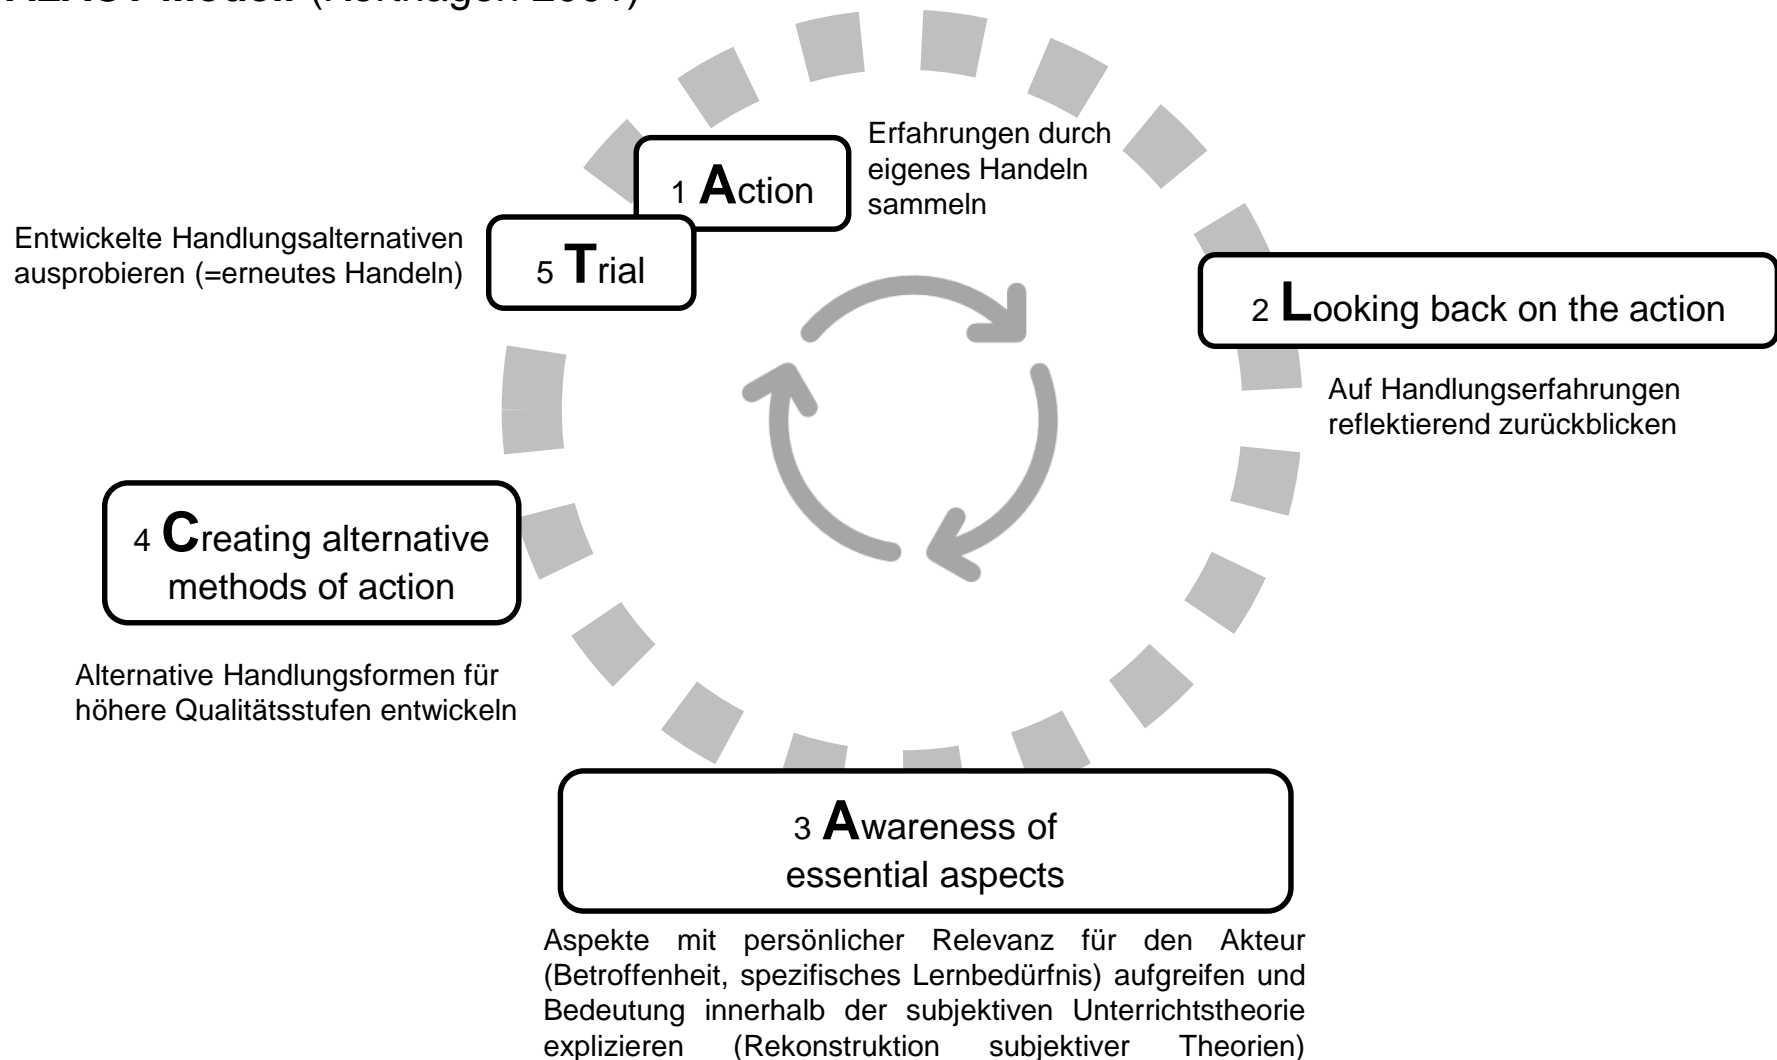 (Korthagen 2001)
Erfahrungen durch
eigenes Handeln
sammeln
1 Action
Entwickelte Handlungsalternativen
ausprobieren (=erneutes Handeln)
5 Trial
2 Looking back on the action
Auf Handlungserfahrungen
reflektierend zurückblicken
4 Creating alternative
methods of action
Alternative Handlungsformen für
höhere Qualitätsstufen entwickeln
3 Awareness of
essential aspects
Aspekte mit persönlicher Relevanz für den Akteur
(Betroffenheit, spezifisches Lernbedürfnis) aufgreifen und
Bedeutung innerhalb der subjektiven Unterrichtstheorie
explizieren (Rekonstruktion subjektiver Theorien)